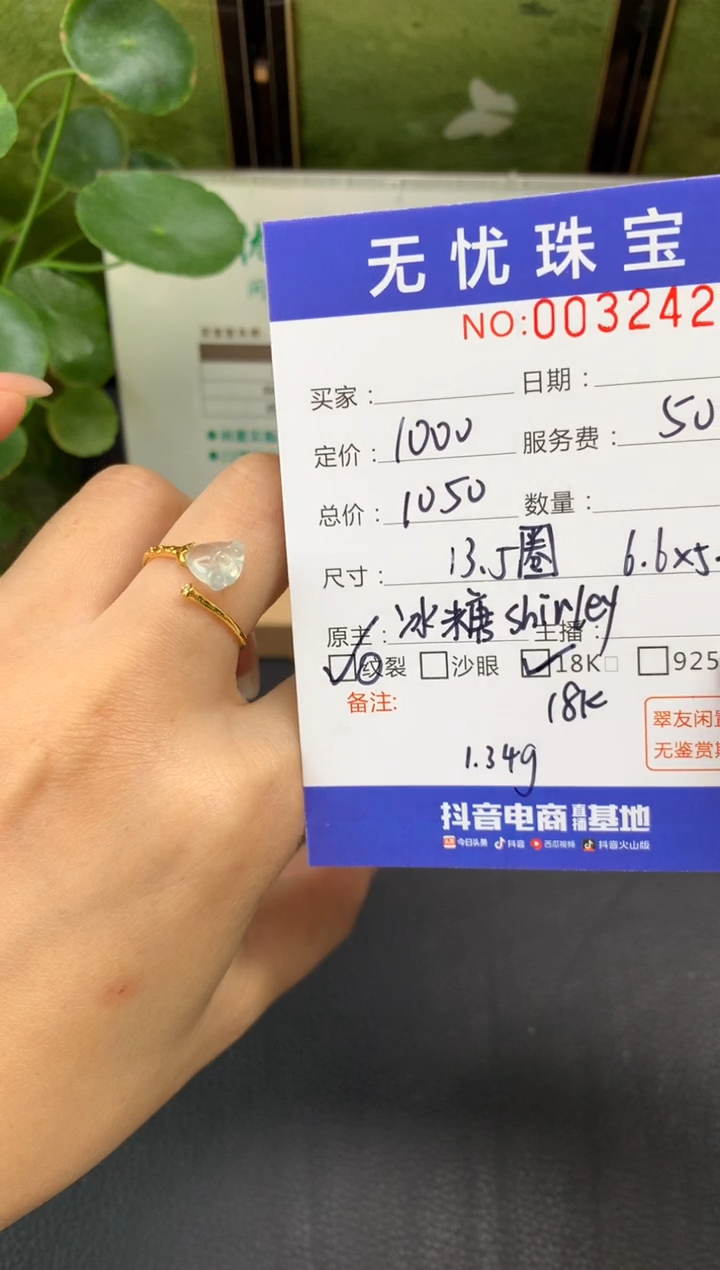 无忧珠宝
NO:003242
买家： 日期：
定价：1000 服务费：50
总价：1050 数量：
尺寸： 13.5圈 6.6×5.
原主：冰糖shirley 主播：
纹裂 沙眼 18K 925
备注: 18K
翠友闲置
1.34g
无鉴赏期
抖音电商直播基地
今日头条 抖音 西瓜视频 抖音火山版